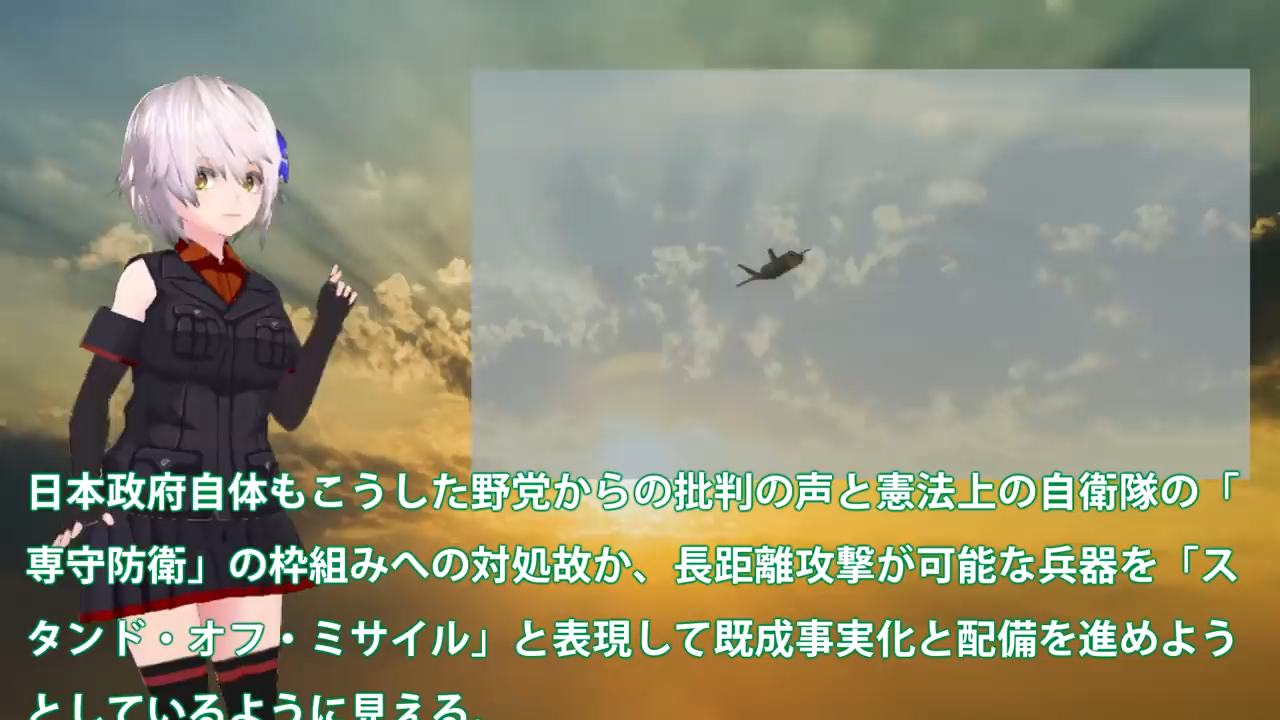 日本政府自体もこうした野党からの批判の声と憲法上の自衛隊の「
専守防衛」の枠組みへの対処故か、長距離攻撃が可能な兵器を「ス
タンド・オフ・ミサイル」と表現して既成事実化と配備を進めよう
としているように見える。